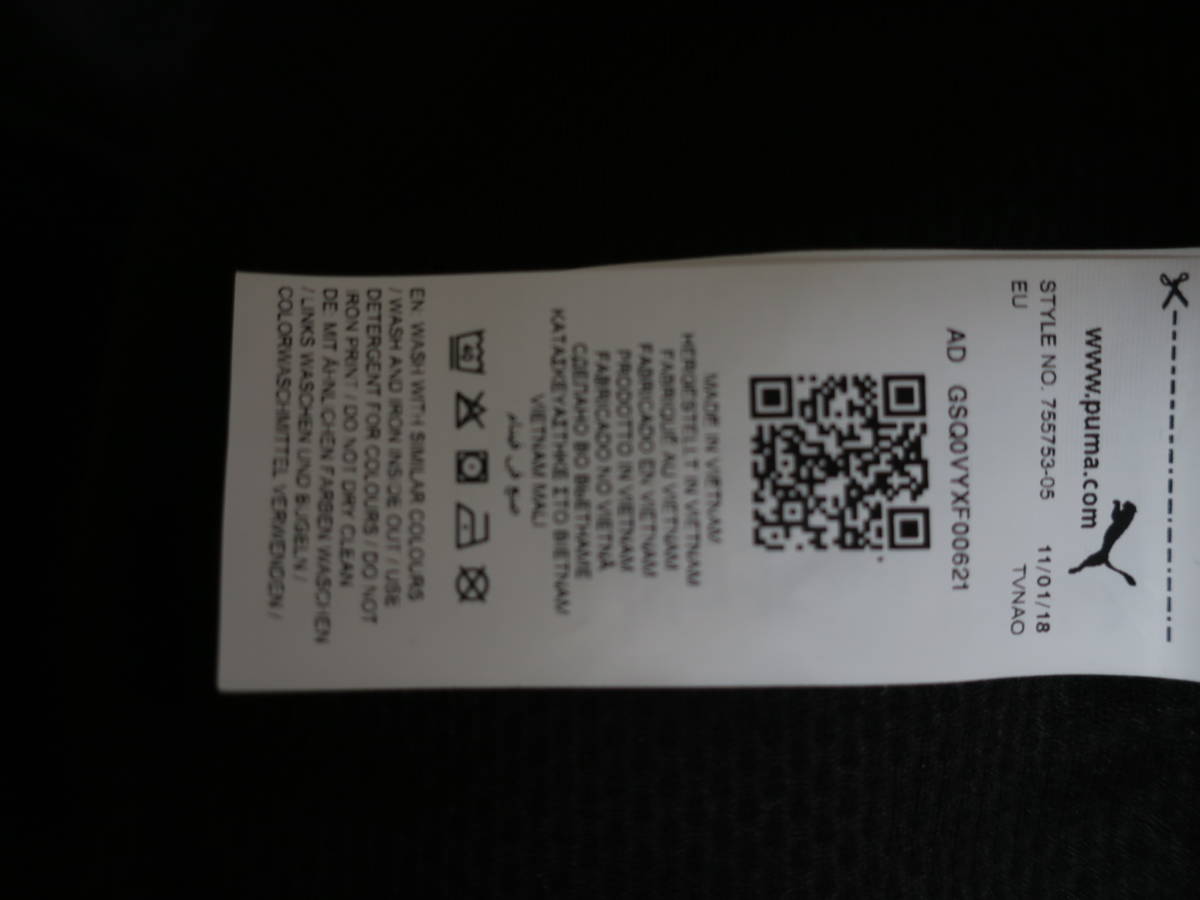 www.puma.com
STYLE NO. 755753-05 11/01/18
EU TVNAO
AD GSQ0VYXF00621
MADE IN VIETNAM
HERGESTELLT IN VIETNAM
FABRIQUÉ AU VIETNAM
FABRICADO EN VIETNAM
PRODOTTO IN VIETNAM
FABRICADO NO VIETNÃ
СДЕЛАНО ВО ВЬЕТНАМЕ
ΚΑΤΑΣΚΕΥΑΣΤΗΚΕ ΣΤΟ ΒΙΕΤΝΑΜ
VIETNAM MALI
صنع في فيتنام
40
EN: WASH WITH SIMILAR COLOURS
/ WASH AND IRON INSIDE OUT / USE
DETERGENT FOR COLOURS / DO NOT
IRON PRINT / DO NOT DRY CLEAN
DE: MIT ÄHNLICHEN FARBEN WASCHEN
/ LINKS WASCHEN UND BÜGELN /
COLORWASCHMITTEL VERWENDEN /